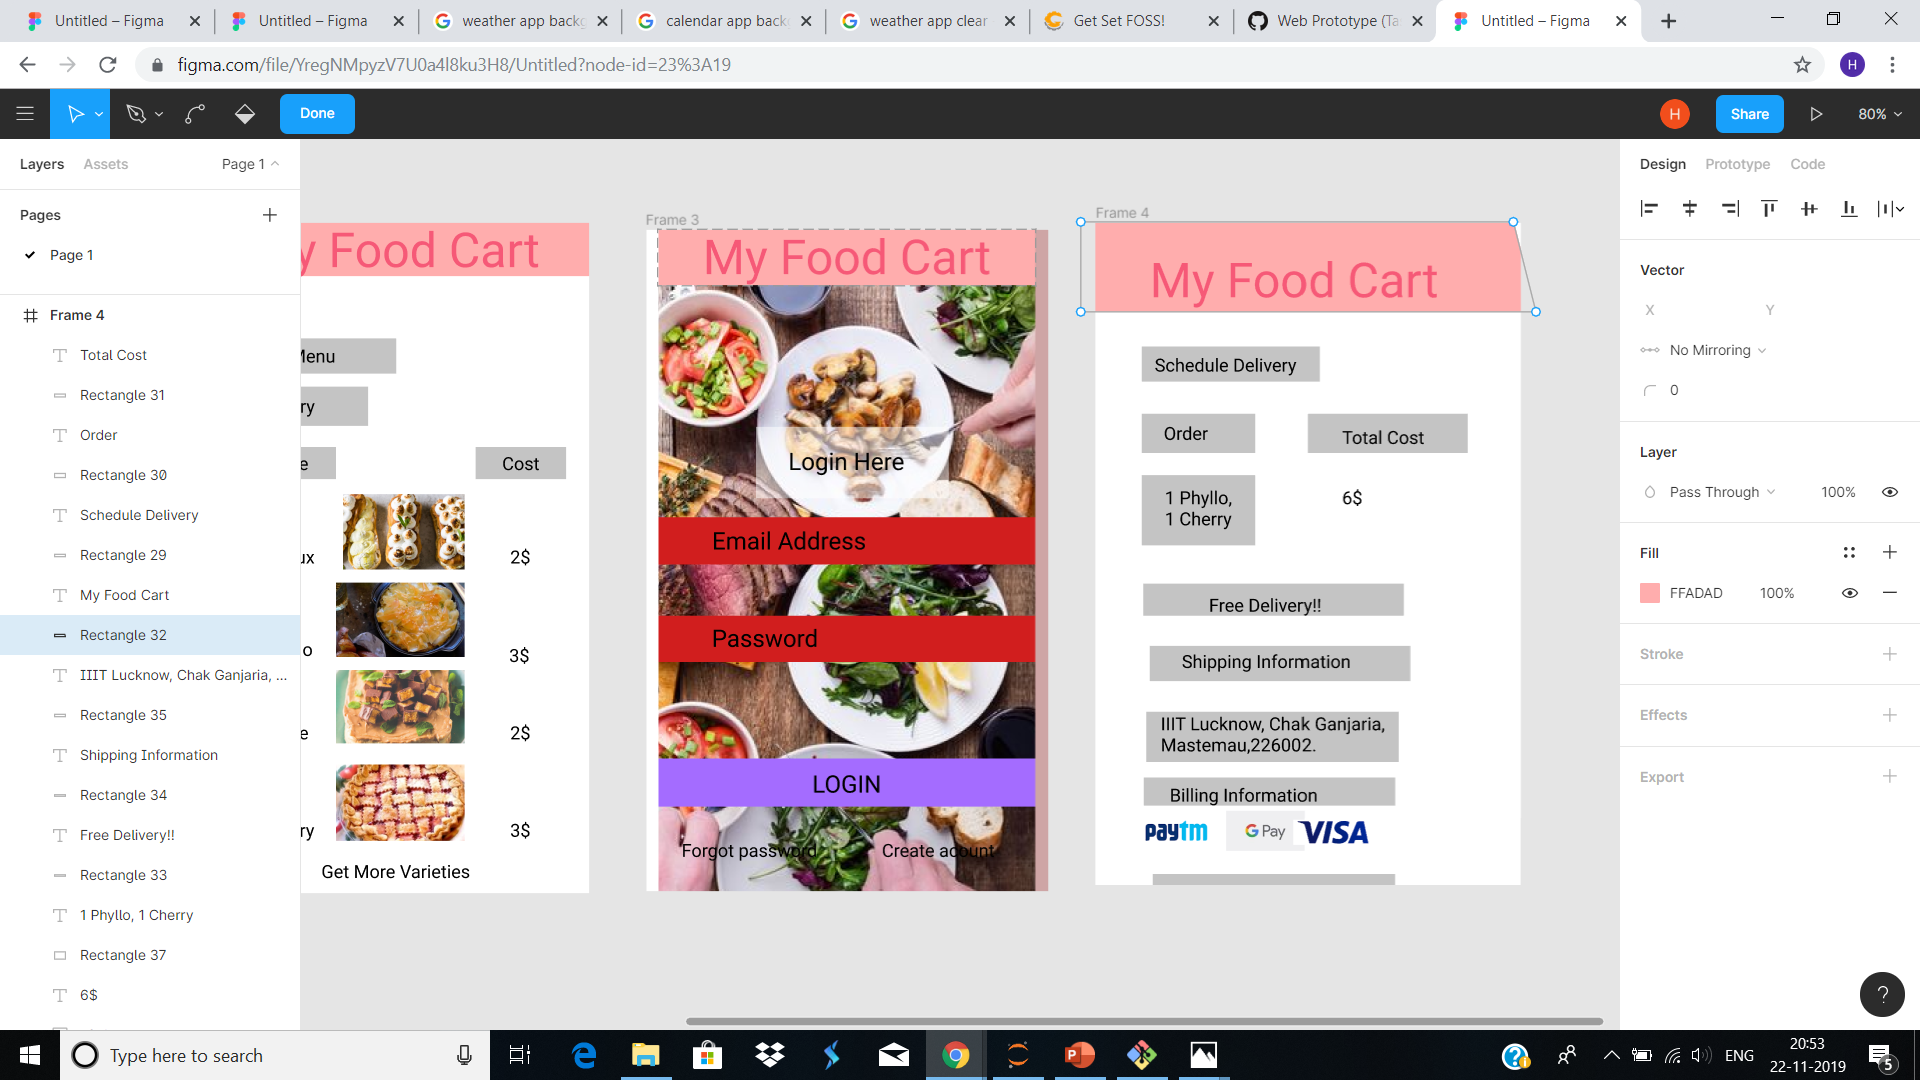 Untitled – Figma
Untitled – Figma
weather app backg
calendar app back
weather app clear
Get Set FOSS!
Web Prototype (Ta
Untitled – Figma
figma.com/file/YregNMpyzV7U0a4l8ku3H8/Untitled?node-id=23%3A19
H
Done
H
Share
80%
Layers
Assets
Page 1
Pages
Page 1
Frame 4
Total Cost
Rectangle 31
Order
Rectangle 30
Schedule Delivery
Rectangle 29
My Food Cart
Rectangle 32
IIIT Lucknow, Chak Ganjaria, ...
Rectangle 35
Shipping Information
Rectangle 34
Free Delivery!!
Rectangle 33
1 Phyllo, 1 Cherry
Rectangle 37
6$
y Food Cart
Menu
ry
e
Cost
ux
2$
o
3$
e
2$
ry
3$
Get More Varieties
Frame 3
My Food Cart
Login Here
Email Address
Password
LOGIN
Forgot password
Create acount
Frame 4
My Food Cart
Schedule Delivery
Order
Total Cost
1 Phyllo,
1 Cherry
6$
Free Delivery!!
Shipping Information
IIIT Lucknow, Chak Ganjaria,
Mastemau,226002.
Billing Information
paytm
G Pay
VISA
Design
Prototype
Code
Vector
X
Y
No Mirroring
0
Layer
Pass Through
100%
Fill
FFADAD
100%
Stroke
Effects
Export
?
Type here to search
ENG
20:53
22-11-2019
5